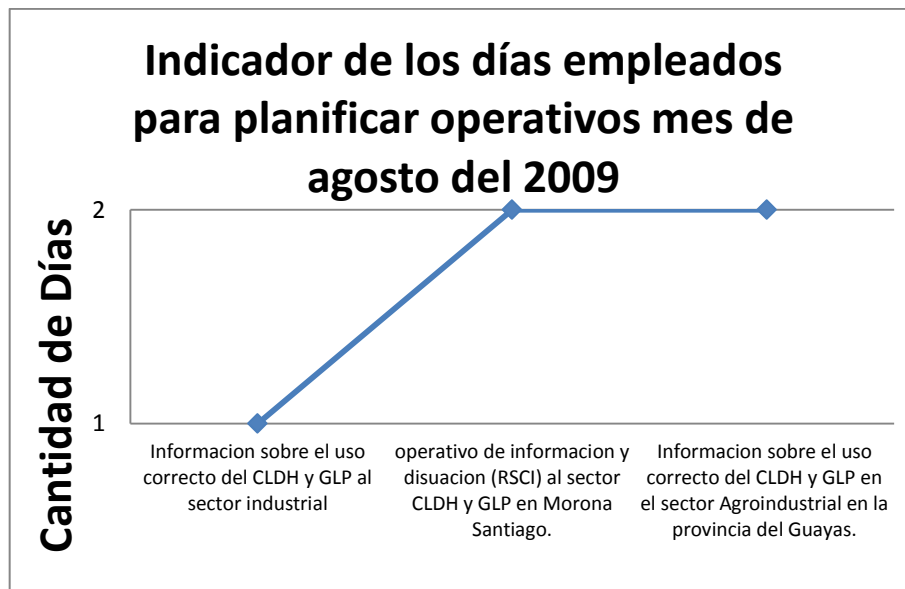 Indicador de los días empleados
para planificar operativos mes de
agosto del 2009
Cantidad de Días
2
1
Informacion sobre el uso
correcto del CLDH y GLP al
sector industrial
operativo de informacion y
disuacion (RSCI) al sector
CLDH y GLP en Morona
Santiago.
Informacion sobre el uso
correcto del CLDH y GLP en
el sector Agroindustrial en la
provincia del Guayas.